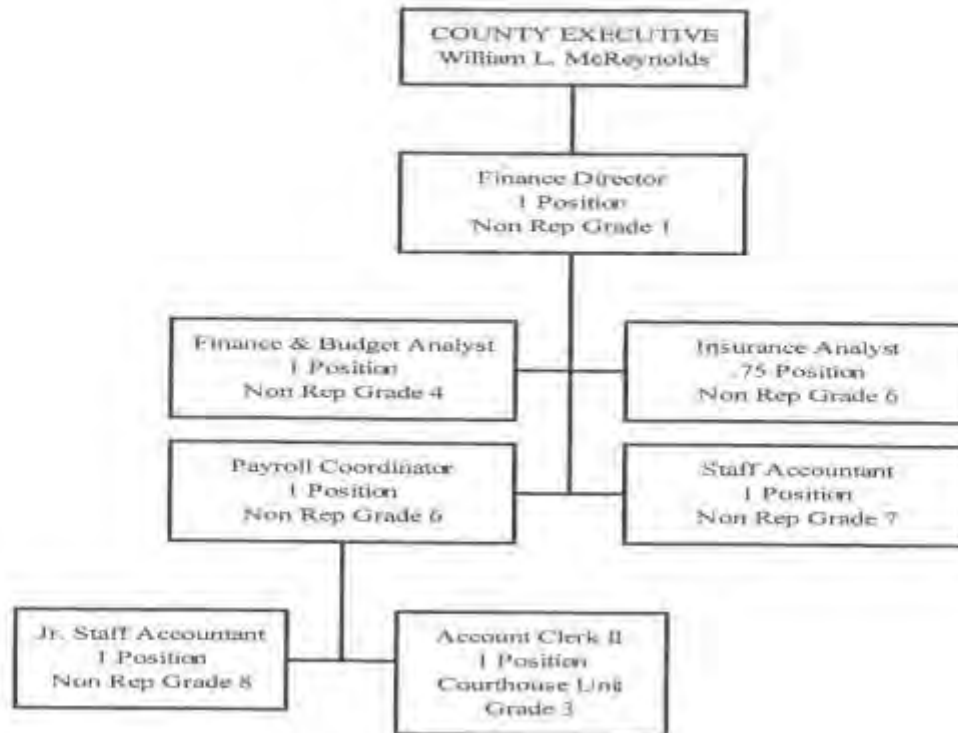 COUNTY EXECUTIVE
William L. McReynolds
Finance Director
1 Position
Non Rep Grade 1
Finance & Budget Analyst
1 Position
Non Rep Grade 4
Insurance Analyst
.75 Position
Non Rep Grade 6
Payroll Coordinator
1 Position
Non Rep Grade 6
Staff Accountant
1 Position
Non Rep Grade 7
Jr. Staff Accountant
1 Position
Non Rep Grade 8
Account Clerk II
1 Position
Courthouse Unit
Grade 3